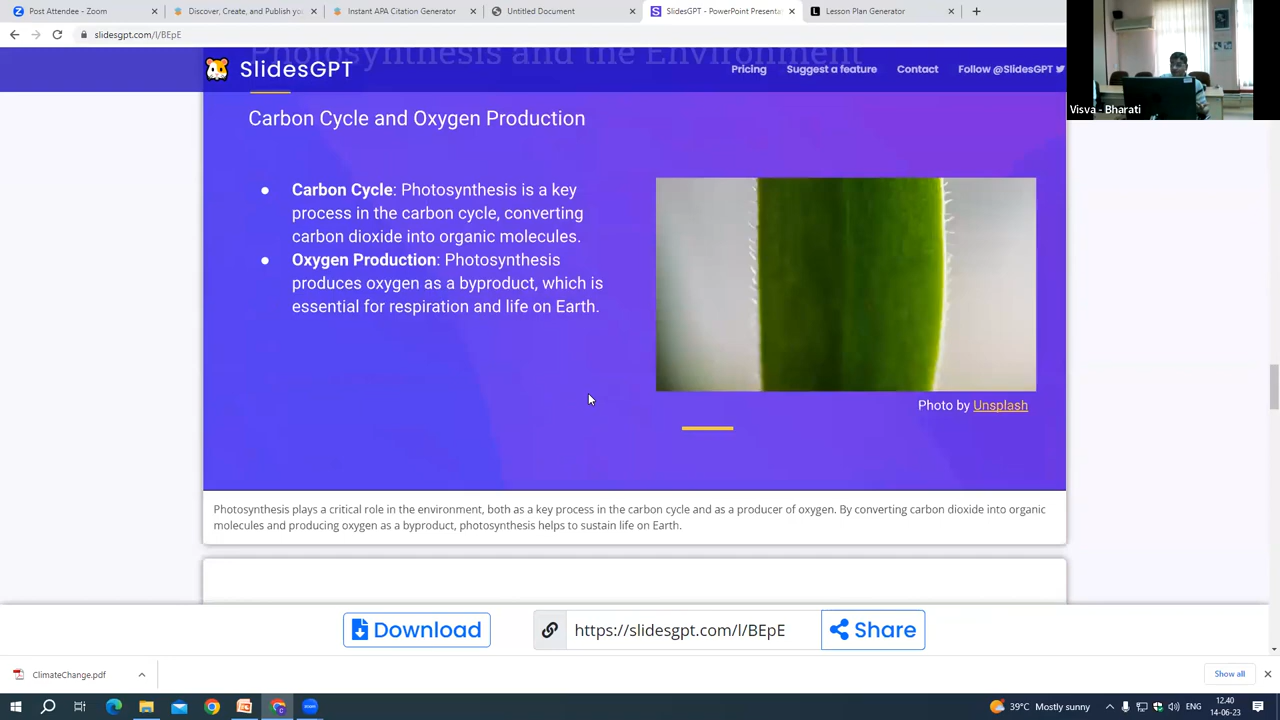 Post Attendee - Zoom
Discover, Create, and Publish yo
Instant APA Citation Generator
Untitled Document
SlidesGPT - PowerPoint Presenta
Lesson Plan Generator
slidesgpt.com/l/BEpE
Photosynthesis and the Environment
SlidesGPT
Pricing
Suggest a feature
Contact
Follow @SlidesGPT
Visva - Bharati
Carbon Cycle and Oxygen Production
● Carbon Cycle: Photosynthesis is a key
process in the carbon cycle, converting
carbon dioxide into organic molecules.
● Oxygen Production: Photosynthesis
produces oxygen as a byproduct, which is
essential for respiration and life on Earth.
Photo by Unsplash
Photosynthesis plays a critical role in the environment, both as a key process in the carbon cycle and as a producer of oxygen. By converting carbon dioxide into organic
molecules and producing oxygen as a byproduct, photosynthesis helps to sustain life on Earth.
Download
https://slidesgpt.com/l/BEpE
Share
ClimateChange.pdf
Show all
39°C Mostly sunny
ENG
12.40
14-06-23